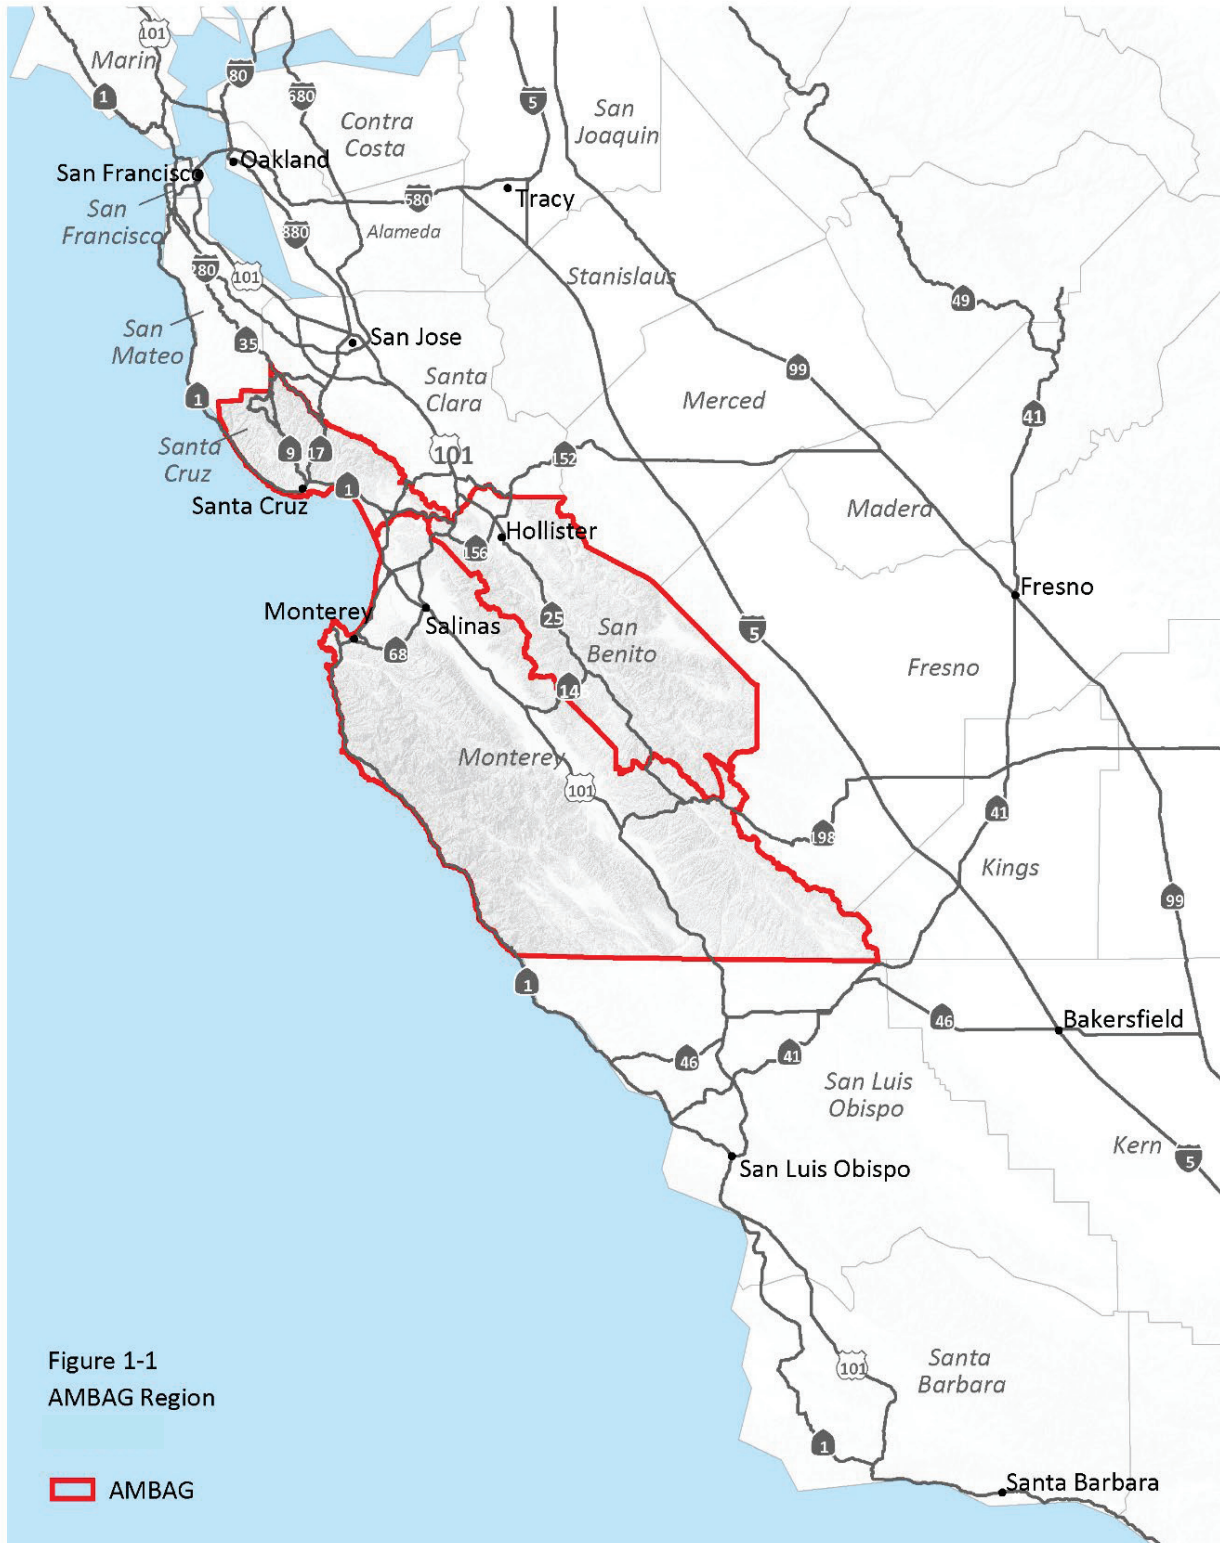 101
Marin
80
680
1
5
San
Joaquin
Contra
Costa
Oakland
San Francisco
Tracy
580
San
Francisco
880
Alameda
280
101
Stanislaus
49
San
Mateo
35
San Jose
99
Santa
Clara
Merced
1
41
Santa
Cruz
9
17
101
152
Santa Cruz
1
Madera
Hollister
156
Fresno
Monterey
Salinas
25
San
Benito
5
68
Fresno
14
Monterey
101
41
198
Kings
99
1
46
Bakersfield
46
41
San Luis
Obispo
Kern
5
San Luis Obispo
Figure 1-1
AMBAG Region
101
Santa
Barbara
1
AMBAG
Santa Barbara